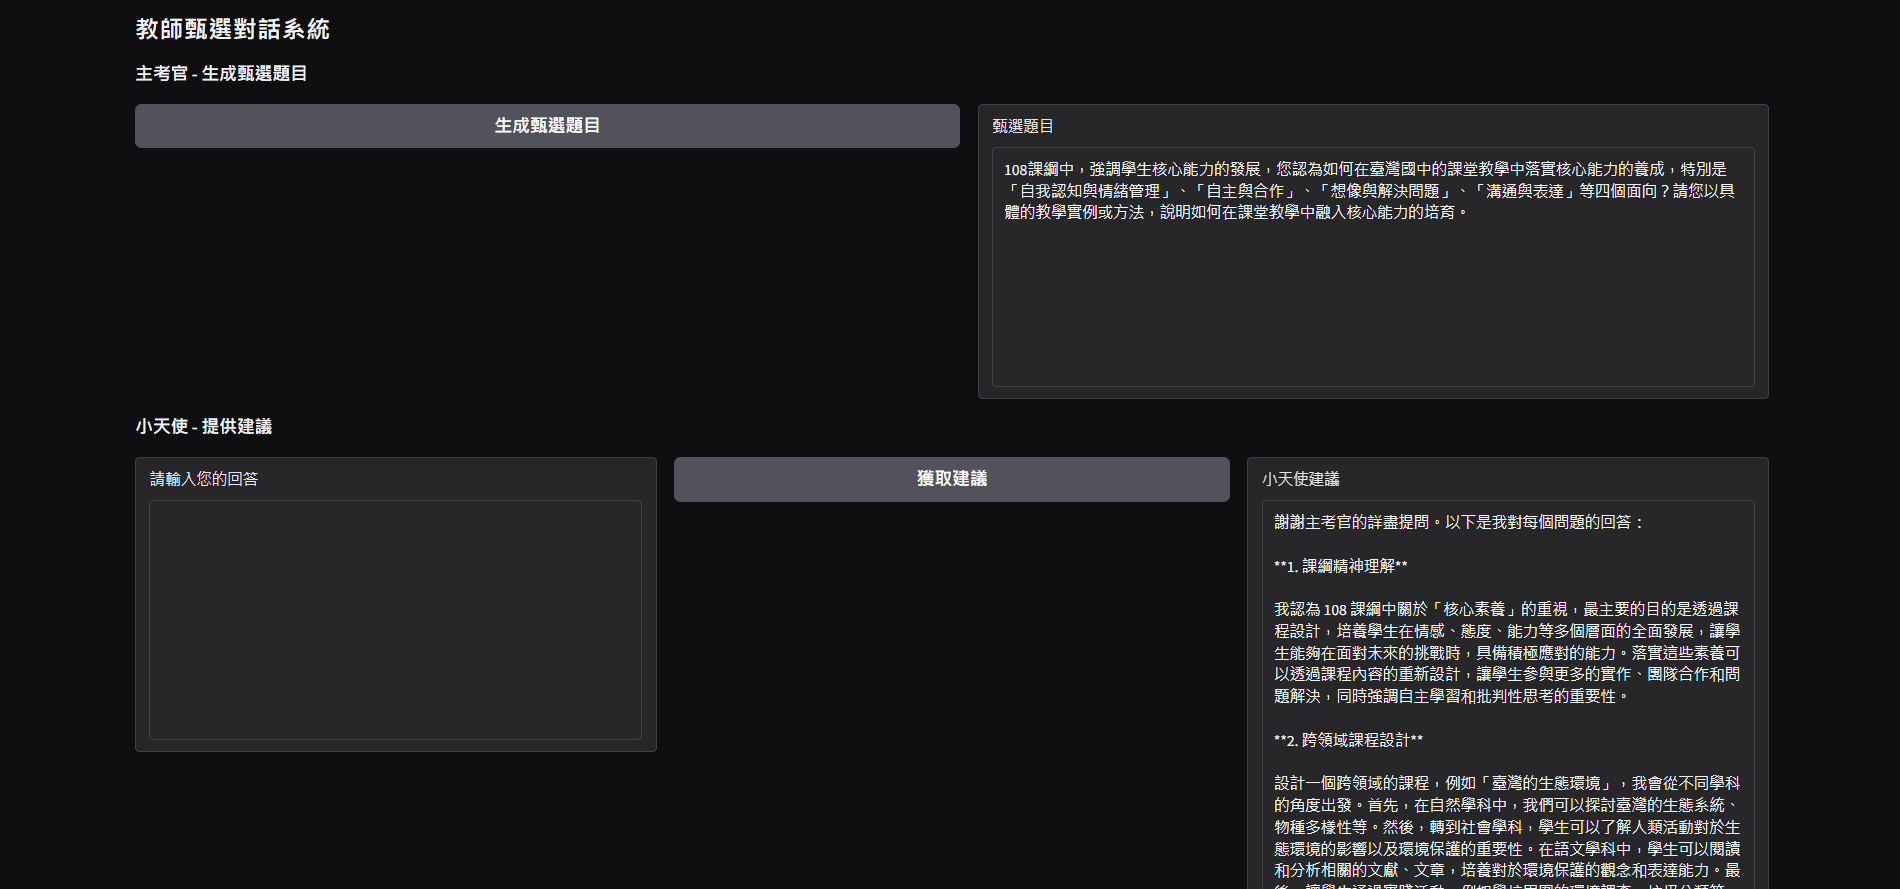 教師甄選對話系統
主考官 - 生成甄選題目
生成甄選題目
甄選題目
108課綱中，強調學生核心能力的發展，您認為如何在臺灣國中的課堂教學中落實核心能力的養成，特別是
「自我認知與情緒管理」、「自主與合作」、「想像與解決問題」、「溝通與表達」等四個面向？請您以具
體的教學實例或方法，說明如何在課堂教學中融入核心能力的培育。
小天使 - 提供建議
請輸入您的回答
獲取建議
小天使建議
謝謝主考官的詳盡提問。以下是我對每個問題的回答：
**1. 課綱精神理解**
我認為 108 課綱中關於「核心素養」的重視，最主要的目的是透過課
程設計，培養學生在情感、態度、能力等多個層面的全面發展，讓學
生能夠在面對未來的挑戰時，具備積極應對的能力。落實這些素養可
以透過課程內容的重新設計，讓學生參與更多的實作、團隊合作和問
題解決，同時強調自主學習和批判性思考的重要性。
**2. 跨領域課程設計**
設計一個跨領域的課程，例如「臺灣的生態環境」，我會從不同學科
的角度出發。首先，在自然學科中，我們可以探討臺灣的生態系統、
物種多樣性等。然後，轉到社會學科，學生可以了解人類活動對於生
態環境的影響以及環境保護的重要性。在語文學科中，學生可以閱讀
和分析相關的文獻、文章，培養對於環境保護的觀念和表達能力。最